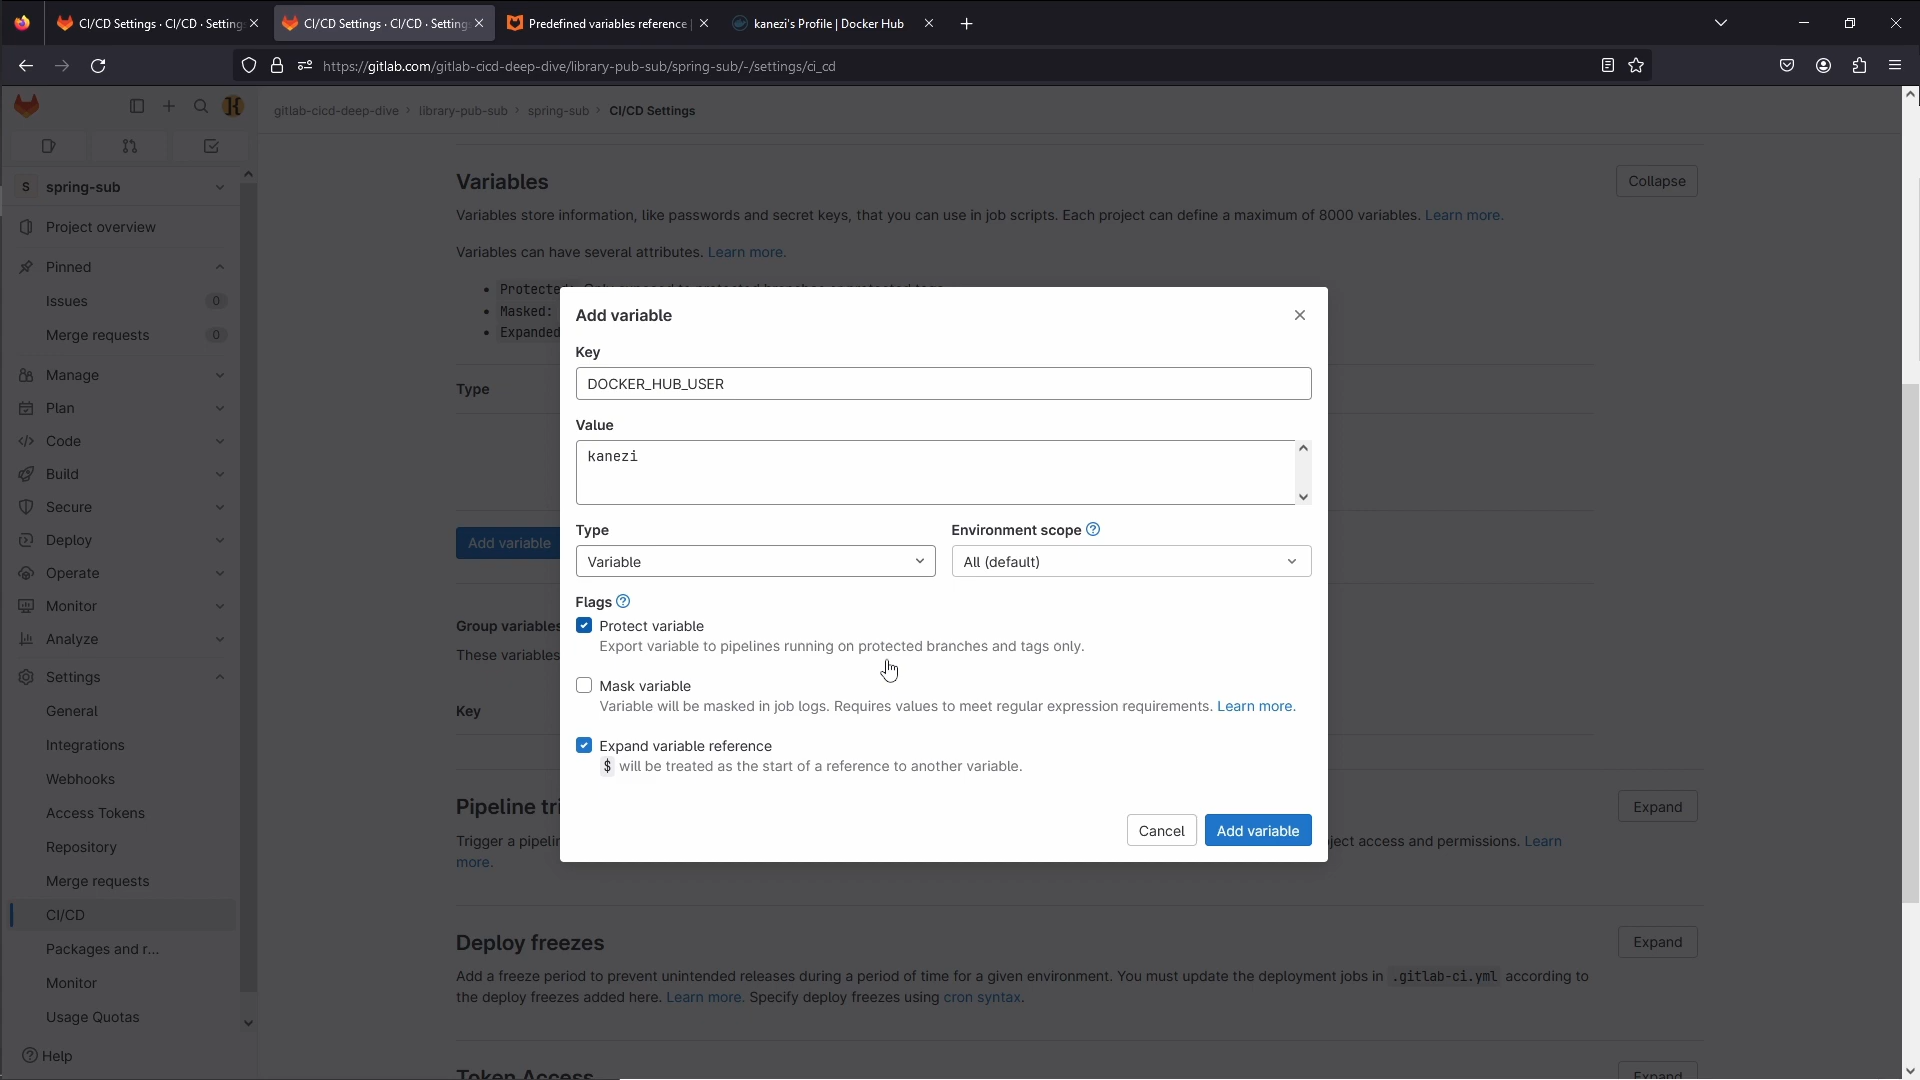 CI/CD Settings · CI/CD · Setting
CI/CD Settings · CI/CD · Setting
Predefined variables reference |
kanezi's Profile | Docker Hub
https://gitlab.com/gitlab-cicd-deep-dive/library-pub-sub/spring-sub/-/settings/ci_cd
gitlab-cicd-deep-dive > library-pub-sub > spring-sub > CI/CD Settings
S spring-sub
Project overview
Pinned
Issues 0
Merge requests 0
Manage
Plan
Code
Build
Secure
Deploy
Operate
Monitor
Analyze
Settings
General
Integrations
Webhooks
Access Tokens
Repository
Merge requests
CI/CD
Packages and r...
Monitor
Usage Quotas
Help
Variables
Collapse
Variables store information, like passwords and secret keys, that you can use in job scripts. Each project can define a maximum of 8000 variables. Learn more.
Variables can have several attributes. Learn more.
• Masked:
• Expanded
Type
Add variable
Group variables
These variables
Key
Add variable
Key
DOCKER_HUB_USER
Value
kanezi
Type
Environment scope
Variable
All (default)
Flags
Protect variable
Export variable to pipelines running on protected branches and tags only.
Mask variable
Variable will be masked in job logs. Requires values to meet regular expression requirements. Learn more.
Expand variable reference
$ will be treated as the start of a reference to another variable.
Cancel
Add variable
Pipeline tri
Expand
Trigger a pipelin
ject access and permissions. Learn
more.
Deploy freezes
Expand
Add a freeze period to prevent unintended releases during a period of time for a given environment. You must update the deployment jobs in .gitlab-ci.yml according to
the deploy freezes added here. Learn more. Specify deploy freezes using cron syntax.
Token Access
Expand